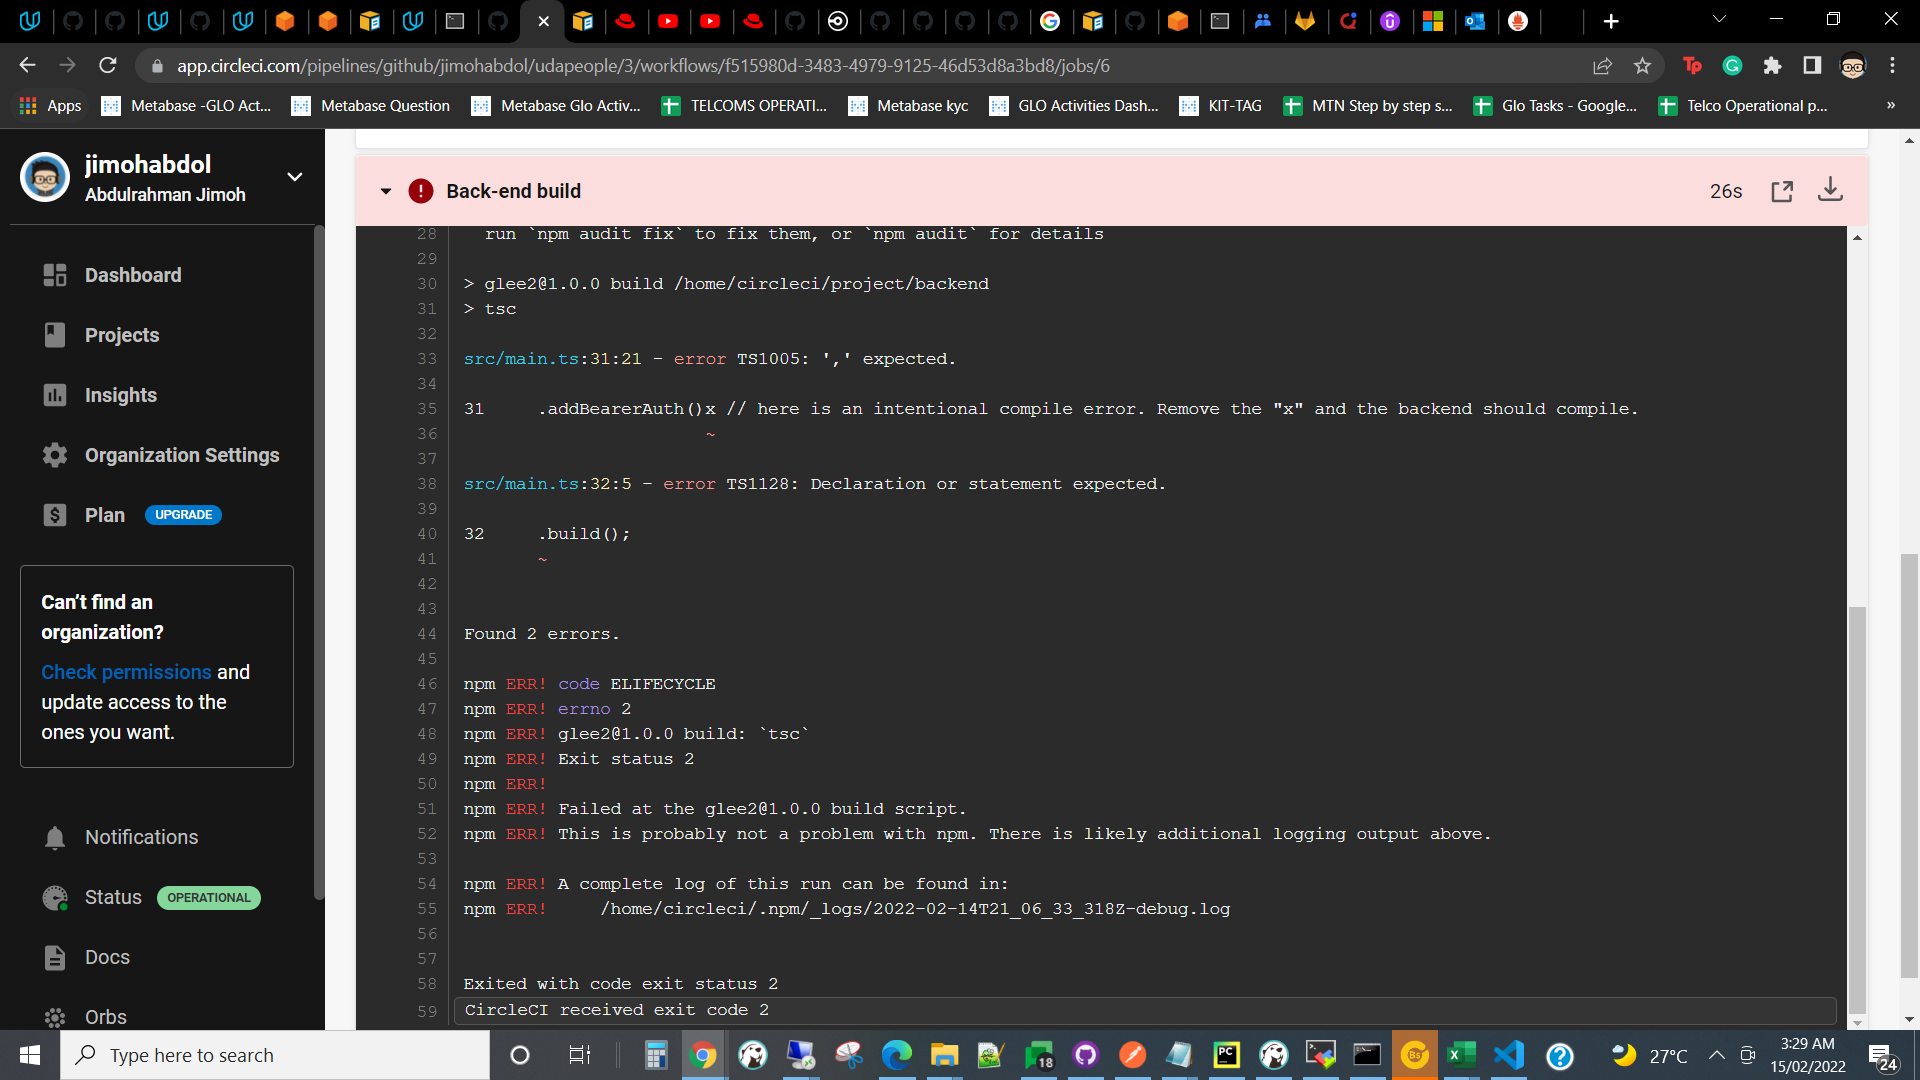 app.circleci.com/pipelines/github/jimohabdol/udapeople/3/workflows/f515980d-3483-4979-9125-46d53d8a3bd8/jobs/6
Apps
Metabase -GLO Act...
Metabase Question
Metabase Glo Activ...
TELCOMS OPERATI...
Metabase kyc
GLO Activities Dash...
KIT-TAG
MTN Step by step s...
Glo Tasks - Google...
Telco Operational p...
»
jimohabdol
Abdulrahman Jimoh
Dashboard
Projects
Insights
Organization Settings
Plan UPGRADE
Can't find an
organization?
Check permissions and
update access to the
ones you want.
Notifications
Status OPERATIONAL
Docs
Orbs
Back-end build
26s
28 run `npm audit fix` to fix them, or `npm audit` for details
29
30 > glee2@1.0.0 build /home/circleci/project/backend
31 > tsc
32
33 src/main.ts:31:21 - error TS1005: ',' expected.
34
35 31 .addBearerAuth()x // here is an intentional compile error. Remove the "x" and the backend should compile.
36 ~
37
38 src/main.ts:32:5 - error TS1128: Declaration or statement expected.
39
40 32 .build();
41 ~
42
43
44 Found 2 errors.
45
46 npm ERR! code ELIFECYCLE
47 npm ERR! errno 2
48 npm ERR! glee2@1.0.0 build: `tsc`
49 npm ERR! Exit status 2
50 npm ERR!
51 npm ERR! Failed at the glee2@1.0.0 build script.
52 npm ERR! This is probably not a problem with npm. There is likely additional logging output above.
53
54 npm ERR! A complete log of this run can be found in:
55 npm ERR! /home/circleci/.npm/_logs/2022-02-14T21_06_33_318Z-debug.log
56
57
58 Exited with code exit status 2
59 CircleCI received exit code 2
Type here to search
18
PC
27°C
3:29 AM
15/02/2022
24